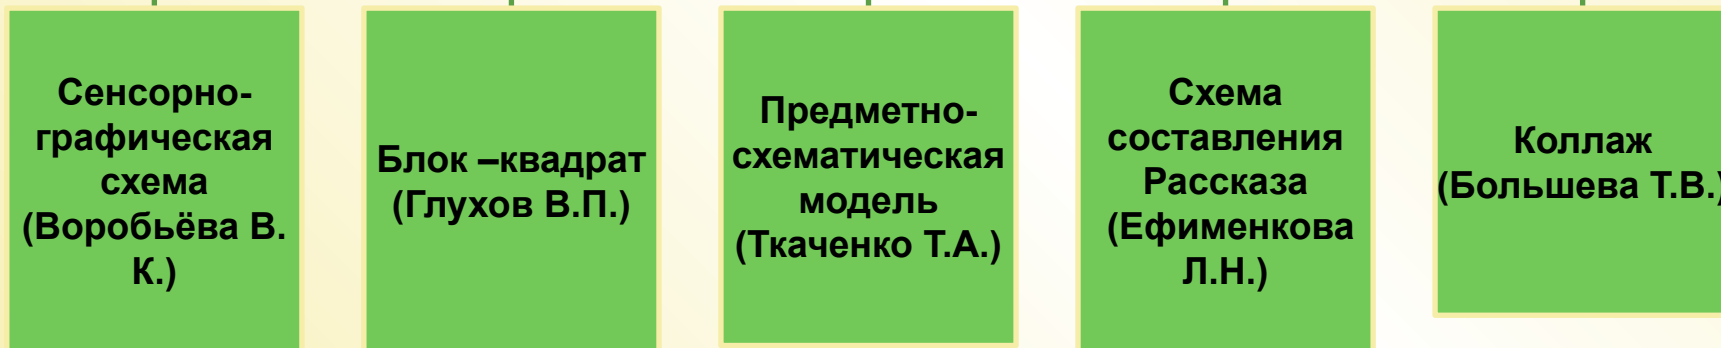 Сенсорно-
графическая
схема
(Воробьёва В.
К.)
Блок –квадрат
(Глухов В.П.)
Предметно-
схематическая
модель
(Ткаченко Т.А.)
Схема
составления
Рассказа
(Ефименкова
Л.Н.)
Коллаж
(Большева Т.В.)